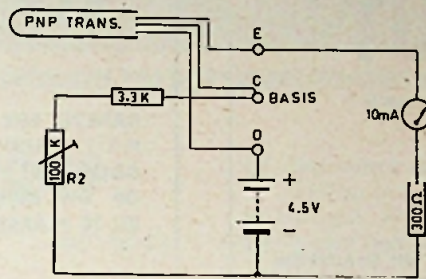 PNP TRANS.
E
C
BASIS
3.3 K
10mA
O
100 K
R2
+
4.5V
−
300 Ω